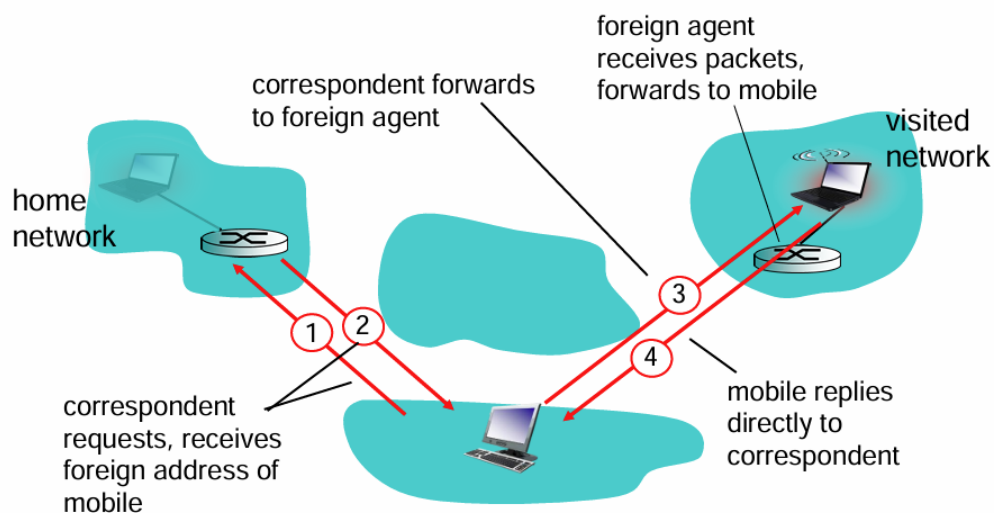 foreign agent
receives packets,
forwards to mobile
correspondent forwards
to foreign agent
visited
network
home
network
3
1
2
4
correspondent
requests, receives
foreign address of
mobile
mobile replies
directly to
correspondent